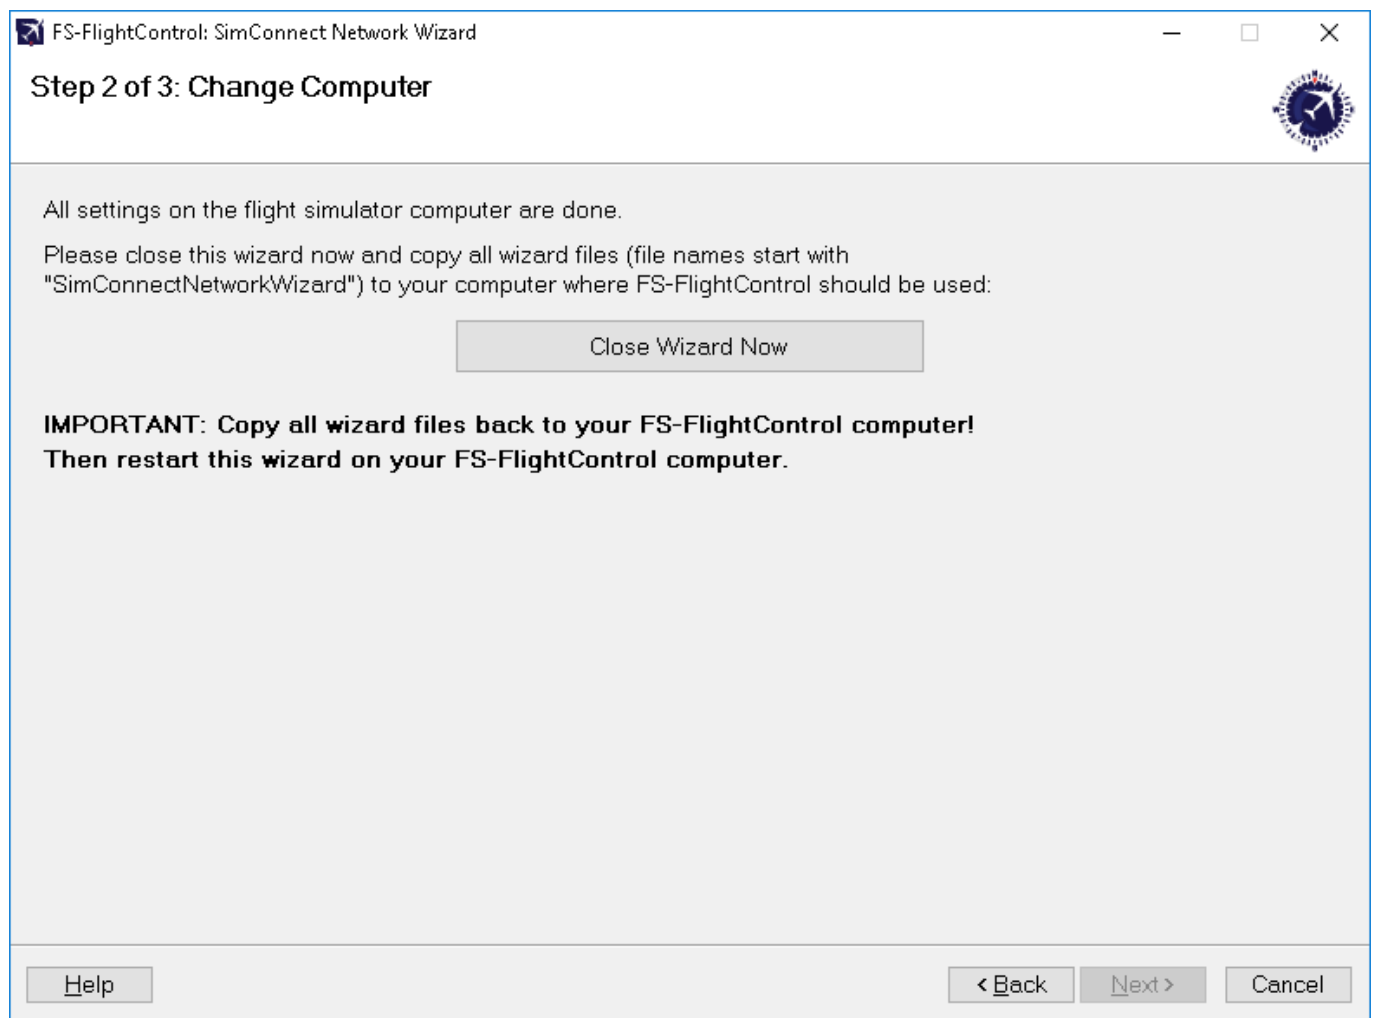 FS-FlightControl: SimConnect Network Wizard
Step 2 of 3: Change Computer
All settings on the flight simulator computer are done.
Please close this wizard now and copy all wizard files (file names start with
"SimConnectNetworkWizard") to your computer where FS-FlightControl should be used:
Close Wizard Now
IMPORTANT: Copy all wizard files back to your FS-FlightControl computer!
Then restart this wizard on your FS-FlightControl computer.
Help
< Back
Next >
Cancel